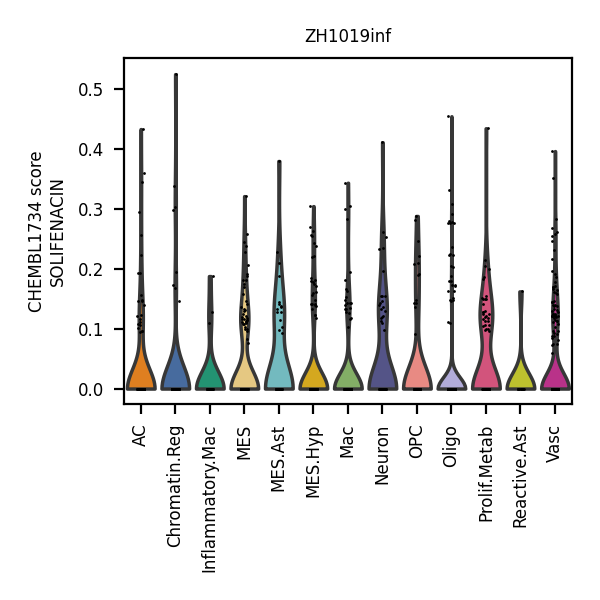 ZH1019inf
CHEMBL1734 score
SOLIFENACIN
0.5
0.4
0.3
0.2
0.1
0.0
AC
Chromatin.Reg
Inflammatory.Mac
MES
MES.Ast
MES.Hyp
Mac
Neuron
OPC
Oligo
Prolif.Metab
Reactive.Ast
Vasc